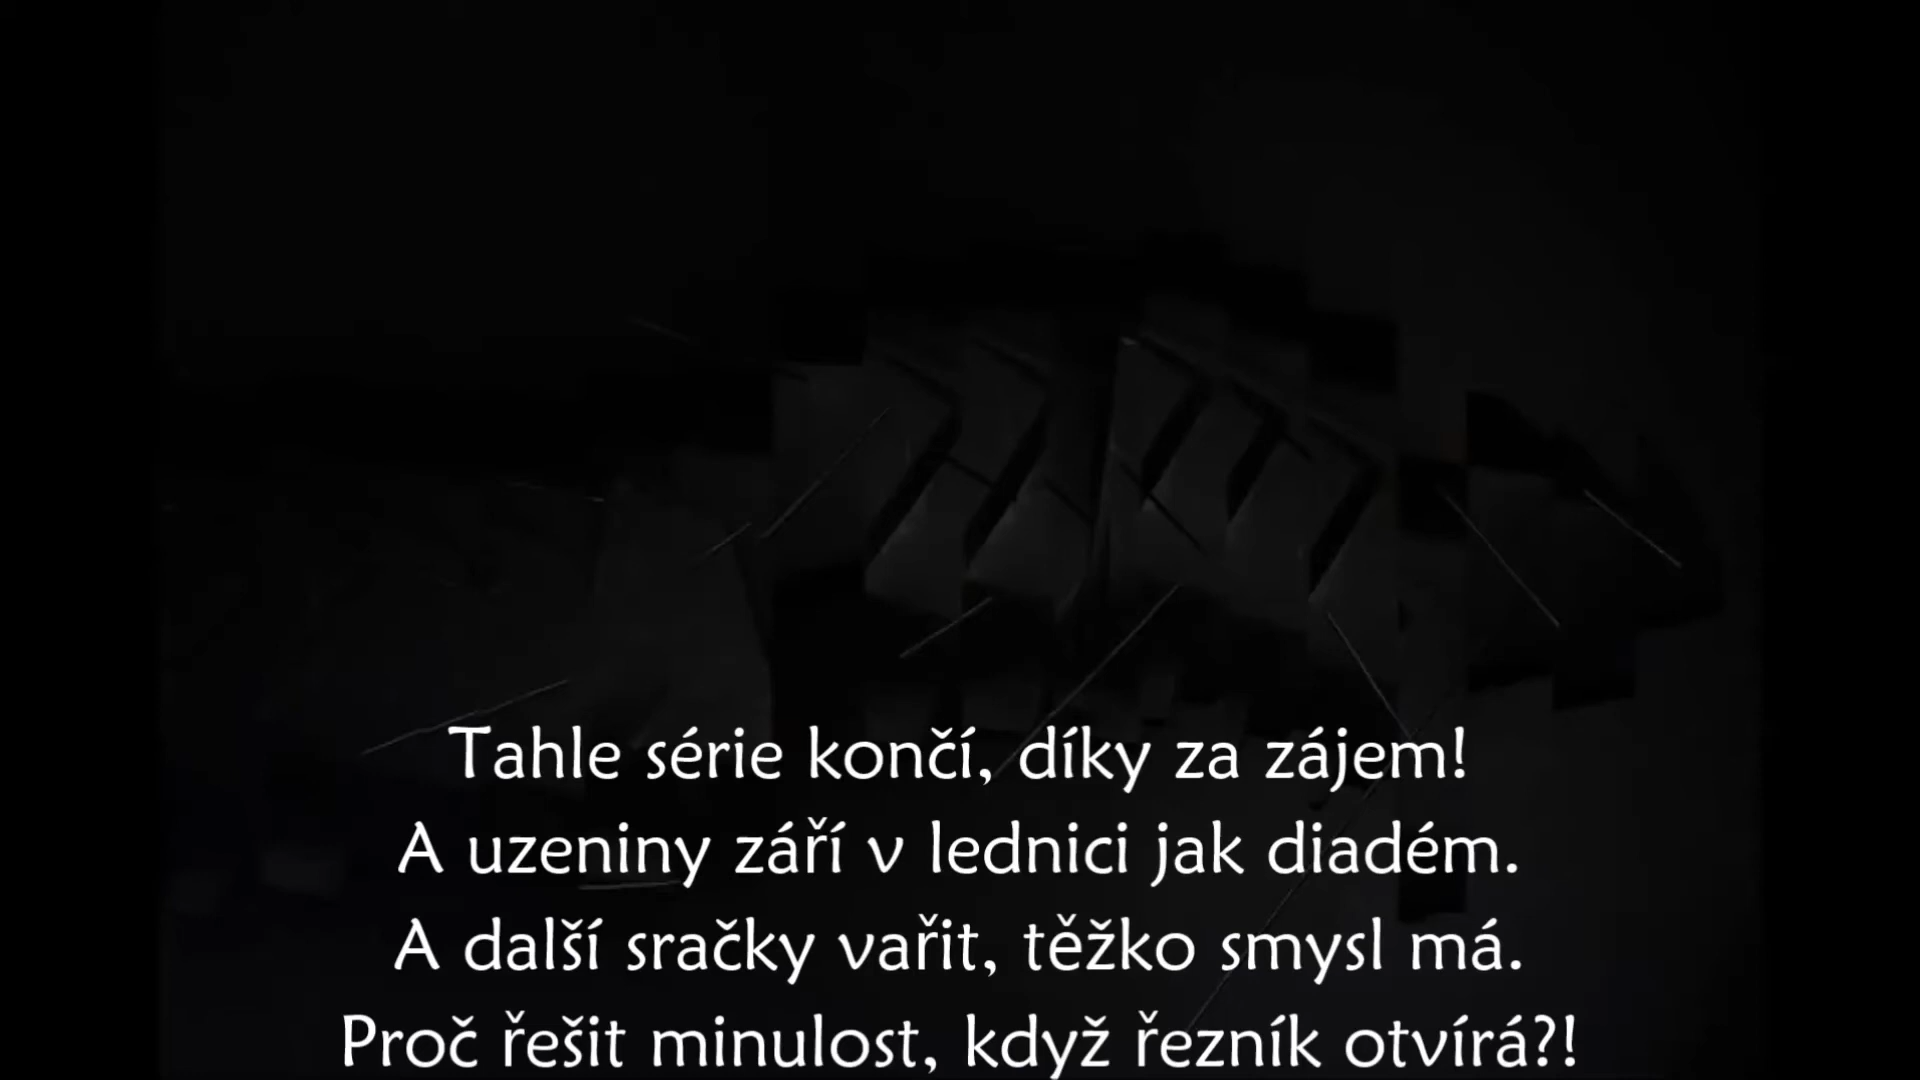 Tahle série končí, díky za zájem!
A uzeniny září v lednici jak diadém.
A další sračky vařit, těžko smysl má.
Proč řešit minulost, když řezník otvírá?!